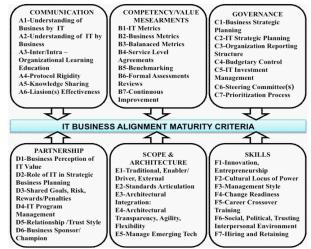 COMMUNICATION
A1-Understanding of
Business by IT
A2-Understanding of IT by
Business
A3-Inter/Intra –
Organizational Learning
Education
A4-Protocol Rigidity
A5-Knowledge Sharing
A6-Liasion(s) Effectiveness
COMPETENCY/VALUE
MESEARMENTS
B1-IT Metrics
B2-Business Metrics
B3-Balanced Metrics
B4-Service Level
Agreements
B5-Benchmarking
B6-Formal Assessments
Reviews
B7-Continuous
Improvement
GOVERNANCE
C1-Business Strategic
Planning
C2-IT Strategic Planning
C3-Organization Reporting
Structure
C4-Budgetary Control
C5-IT Investment
Management
C6-Steering Committee(S)
C7-Prioritization Process
IT BUSINESS ALIGNMENT MATURITY CRITERIA
PARTNERSHIP
D1-Business Perception of
IT Value
D2-Role of IT in Strategic
Business Planning
D3-Shared Goals, Risk,
Rewards/Penalties
D4-IT Program
Management
D5-Relationship /Trust Style
D6-Business Sponsor/
Champion
SCOPE &
ARCHITECTURE
E1-Traditional, Enabler/
Driver, External
E2-Standards Articulation
E3-Architectural
Integration:
E4-Architectural
Transparency, Agility,
Flexibility
E5-Manage Emerging Tech
SKILLS
F1-Innovation,
Entrepreneurship
F2-Cultural Locus of Power
F3-Management Style
F4-Change Readiness
F5-Career Crossover
Training
F6-Social, Political, Trusting
Interpersonal Environment
F7-Hiring and Retaining